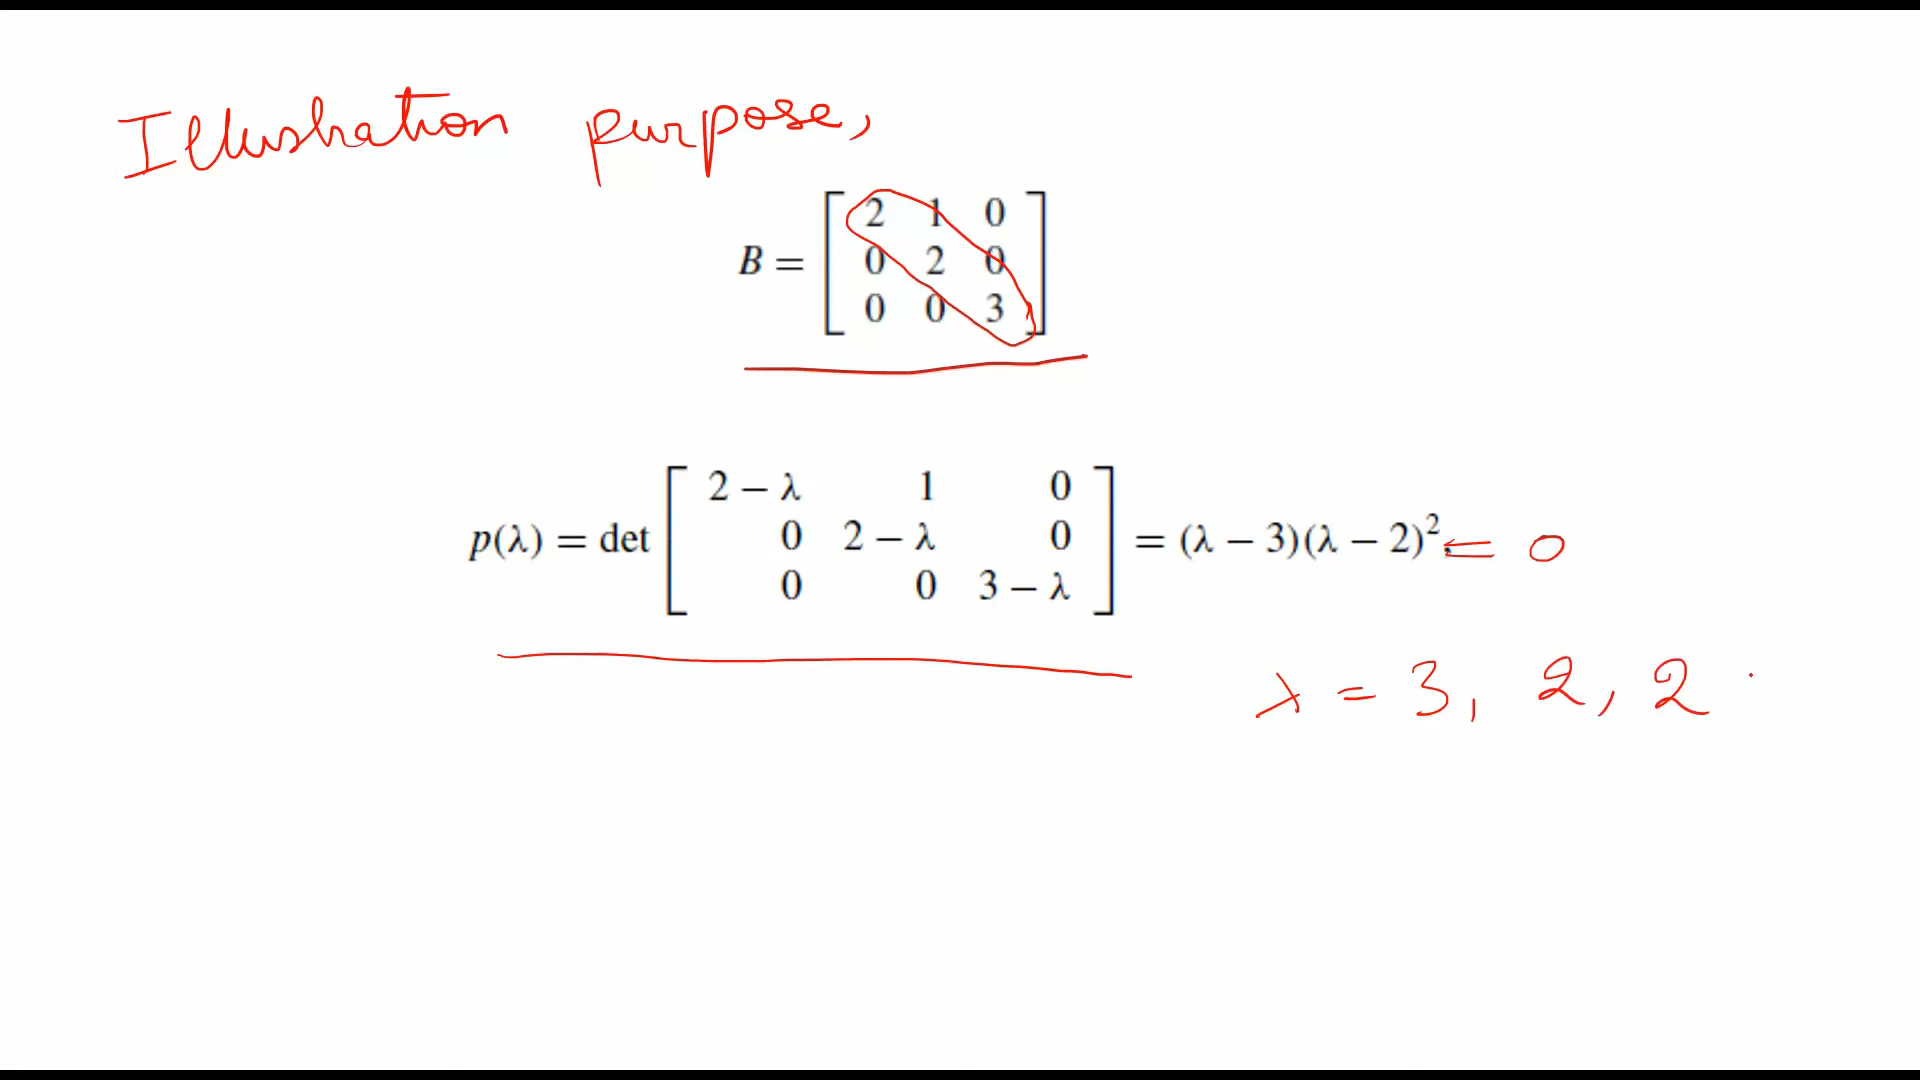 Illustration purpose,
B = [ 2 1 0
0 2 0
0 0 3 ]
p(λ) = det [ 2 − λ 1 0
0 2 − λ 0
0 0 3 − λ ] = (λ − 3)(λ − 2)². = 0
λ = 3, 2, 2 .